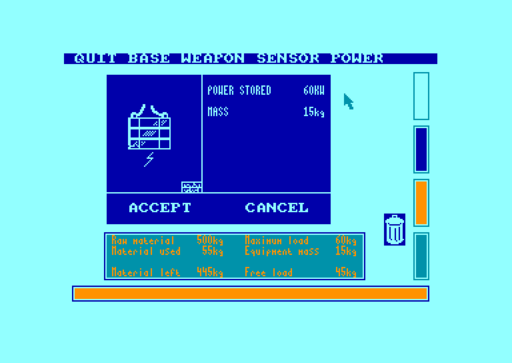 QUIT BASE WEAPON SENSOR POWER
POWER STORED 60KW
MASS 15kg
ACCEPT CANCEL
Raw material 500kg Maximum load 60kg
Material used 55kg Equipment mass 15kg
Material left 445kg Free load 45kg